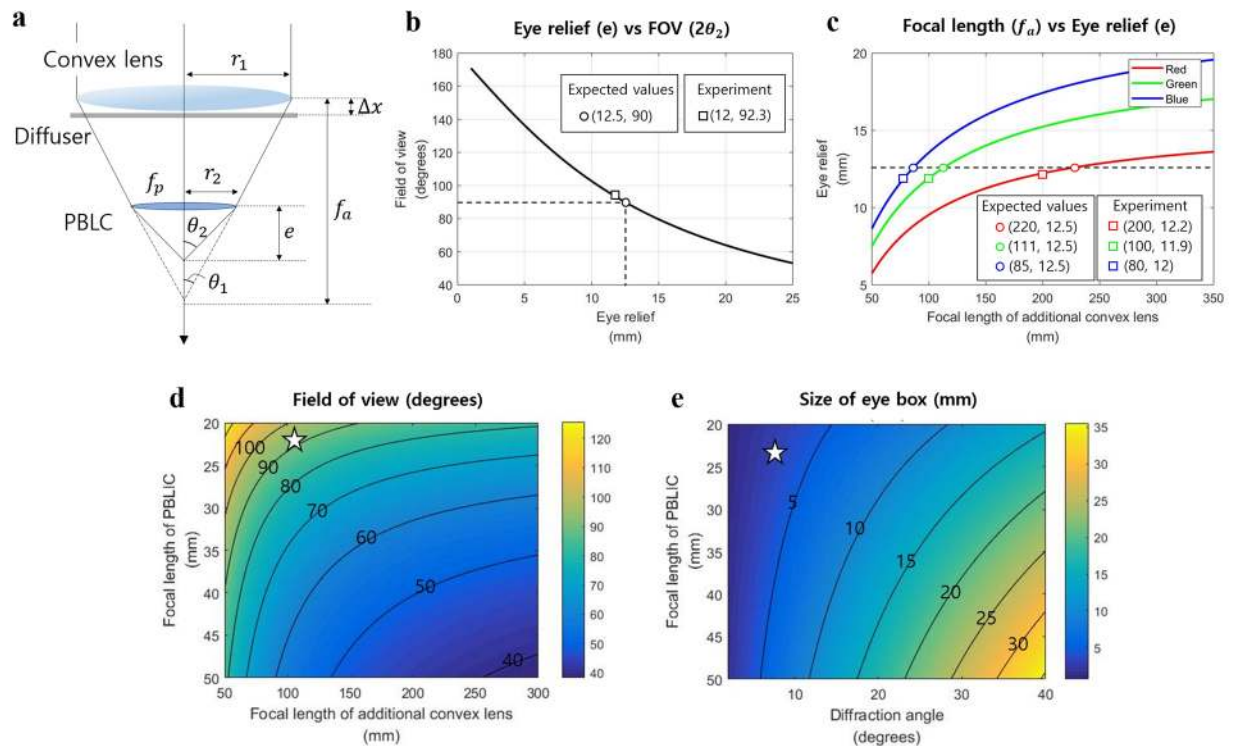 a
Convex lens
r₁
Δx
Diffuser
f_p
r₂
PBLC
f_a
θ₂
e
θ₁
b
Eye relief (e) vs FOV (2θ₂)
Field of view
(degrees)
180
160
140
120
100
80
60
40
Expected values
(12.5, 90)
Experiment
(12, 92.3)
0
5
10
15
20
25
Eye relief
(mm)
c
Focal length (f_a) vs Eye relief (e)
Eye relief
(mm)
20
15
10
5
Red
Green
Blue
Expected values
(220, 12.5)
(111, 12.5)
(85, 12.5)
Experiment
(200, 12.2)
(100, 11.9)
(80, 12)
50
100
150
200
250
300
350
Focal length of additional convex lens
(mm)
d
Field of view (degrees)
Focal length of PBLIC
(mm)
20
25
30
35
40
45
50
100
90
80
70
60
50
40
50
100
150
200
250
300
Focal length of additional convex lens
(mm)
120
110
100
90
80
70
60
50
40
e
Size of eye box (mm)
Focal length of PBLIC
(mm)
20
25
30
35
40
45
50
5
10
15
20
25
30
10
20
30
40
Diffraction angle
(degrees)
35
30
25
20
15
10
5